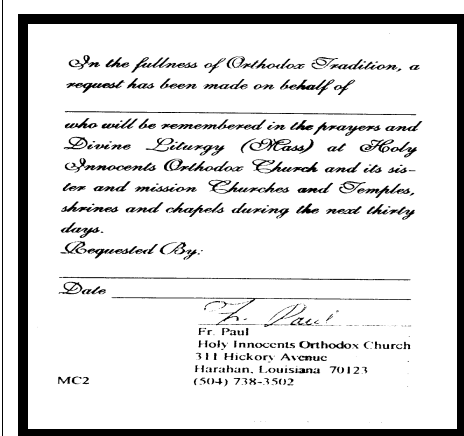 In the fullness of Orthodox Tradition, a
request has been made on behalf of
who will be remembered in the prayers and
Divine Liturgy (Mass) at Holy
Innocents Orthodox Church and its sis-
ter and mission Churches and Temples,
shrines and chapels during the next thirty
days.
Requested By:
Date
Fr. Paul
Fr. Paul
Holy Innocents Orthodox Church
311 Hickory Avenue
Harahan, Louisiana 70123
MC2 (504) 738-3502